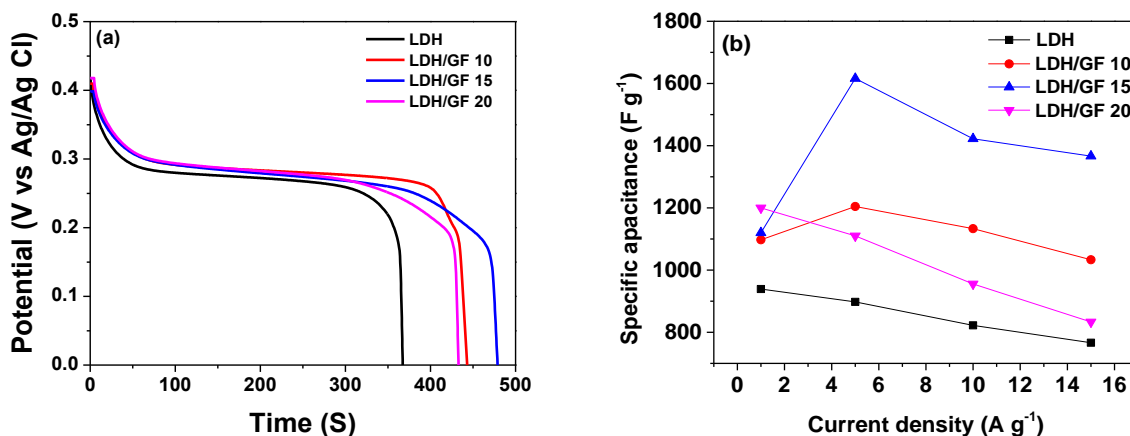 (a)
LDH
LDH/GF 10
LDH/GF 15
LDH/GF 20
Potential (V vs Ag/Ag Cl)
0.5
0.4
0.3
0.2
0.1
0.0
0 100 200 300 400 500
Time (S)
(b)
LDH
LDH/GF 10
LDH/GF 15
LDH/GF 20
Specific apacitance (F g⁻¹)
1800
1600
1400
1200
1000
800
0 2 4 6 8 10 12 14 16
Current density (A g⁻¹)